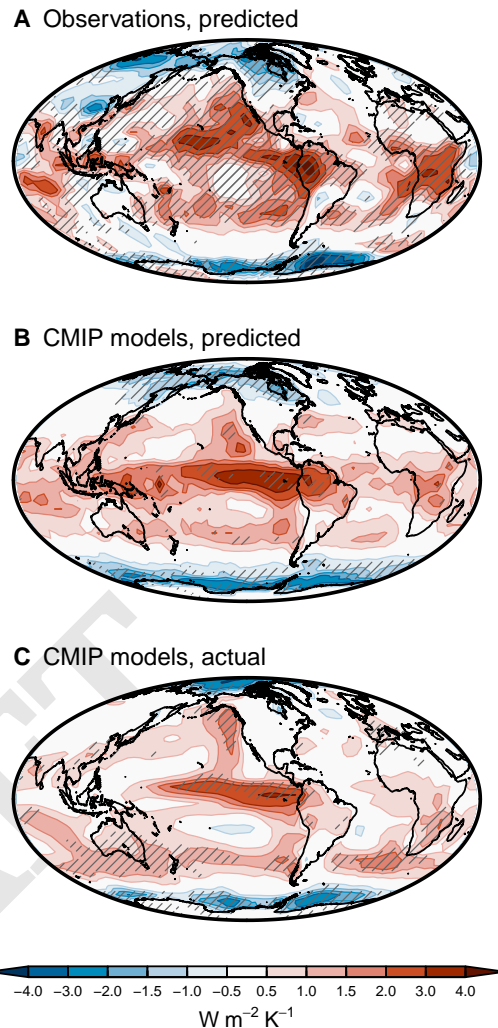 A Observations, predicted
B CMIP models, predicted
C CMIP models, actual
−4.0 −3.0 −2.0 −1.5 −1.0 −0.5 0.5 1.0 1.5 2.0 3.0 4.0
W m⁻² K⁻¹